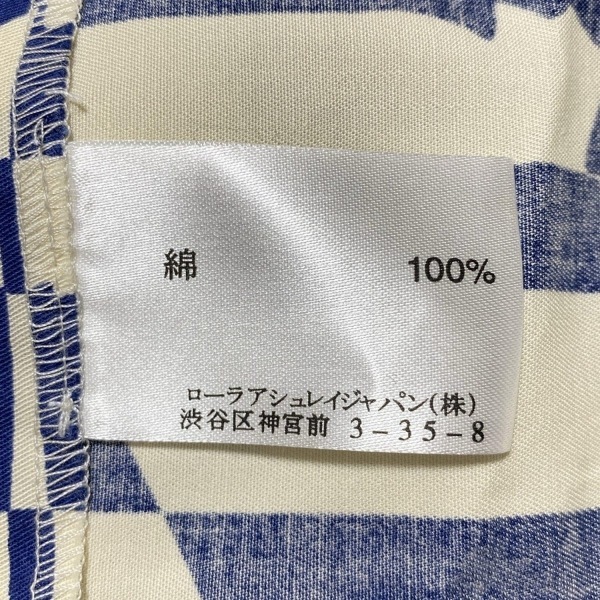 綿 100%
ローラアシュレイジャパン(株)
渋谷区神宮前 3-35-8